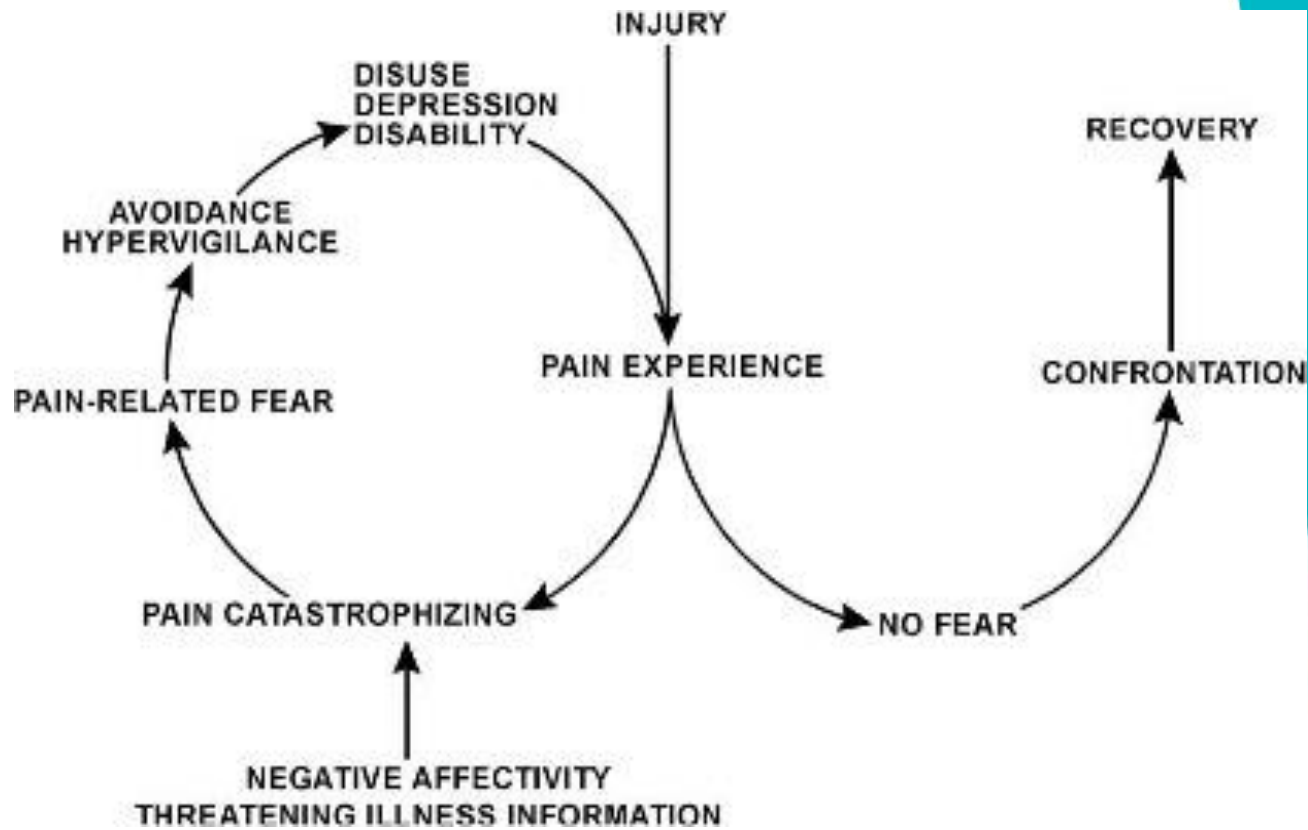 INJURY
DISUSE
DEPRESSION
DISABILITY
RECOVERY
AVOIDANCE
HYPERVIGILANCE
PAIN EXPERIENCE
CONFRONTATION
PAIN-RELATED FEAR
PAIN CATASTROPHIZING
NO FEAR
NEGATIVE AFFECTIVITY
THREATENING ILLNESS INFORMATION